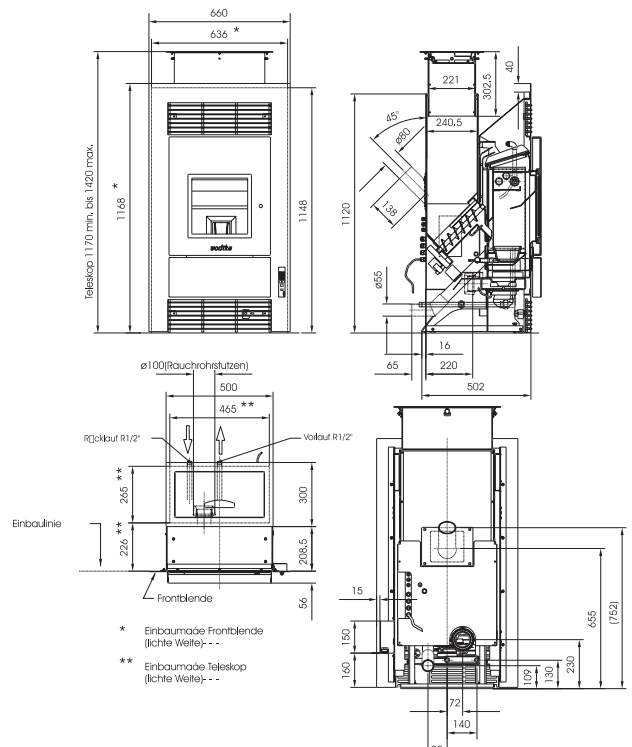 660
636 *
Teleskop 1170 min. bis 1420 max.
1168 *
1148
wodtke
221
302.5
40
45°
240.5
ø80
138
1120
ø55
16
65
220
502
ø100(Rauchrohrstutzen)
500
465 **
R□cklauf R1/2"
Vorlauf R1/2"
265 **
300
226 **
208.5
Einbaulinie
56
Frontblende
* Einbaumaáe Frontblende
(lichte Weite)- - -
** Einbaumaáe Teleskop
(lichte Weite)- - -
15
150
160
655
(752)
230
130
109
72
140